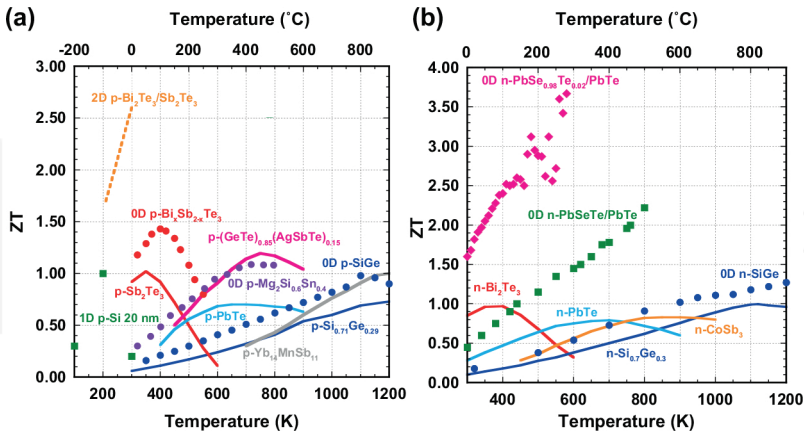 (a)
Temperature (°C)
-200 0 200 400 600 800
3.00
2.50
2.00
1.50
1.00
0.50
0.00
ZT
2D p-Bi2Te3/Sb2Te3
0D p-BixSb2-xTe3
p-(GeTe)0.85(AgSbTe)0.15
0D p-SiGe
p-Sb2Te3
0D p-Mg2Si0.6Sn0.4
1D p-Si 20 nm
p-PbTe
p-Si0.71Ge0.29
p-Yb14MnSb11
200 400 600 800 1000 1200
Temperature (K)
(b)
Temperature (°C)
0 200 400 600 800
4.00
3.50
3.00
2.50
2.00
1.50
1.00
0.50
0.00
ZT
0D n-PbSe0.98Te0.02/PbTe
0D n-PbSeTe/PbTe
0D n-SiGe
n-Bi2Te3
n-PbTe
n-CoSb3
n-Si0.7Ge0.3
400 600 800 1000 1200
Temperature (K)